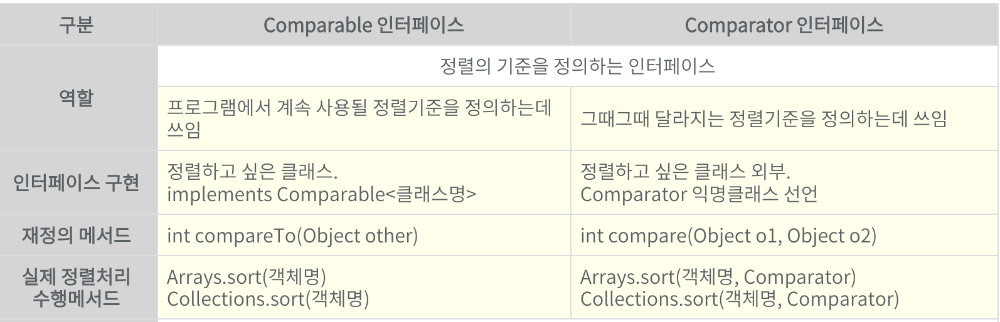 구분
Comparable 인터페이스
Comparator 인터페이스
역할
정렬의 기준을 정의하는 인터페이스
프로그램에서 계속 사용될 정렬기준을 정의하는데
쓰임
그때그때 달라지는 정렬기준을 정의하는데 쓰임
인터페이스 구현
정렬하고 싶은 클래스.
implements Comparable<클래스명>
정렬하고 싶은 클래스 외부.
Comparator 익명클래스 선언
재정의 메서드
int compareTo(Object other)
int compare(Object o1, Object o2)
실제 정렬처리
수행메서드
Arrays.sort(객체명)
Collections.sort(객체명)
Arrays.sort(객체명, Comparator)
Collections.sort(객체명, Comparator)